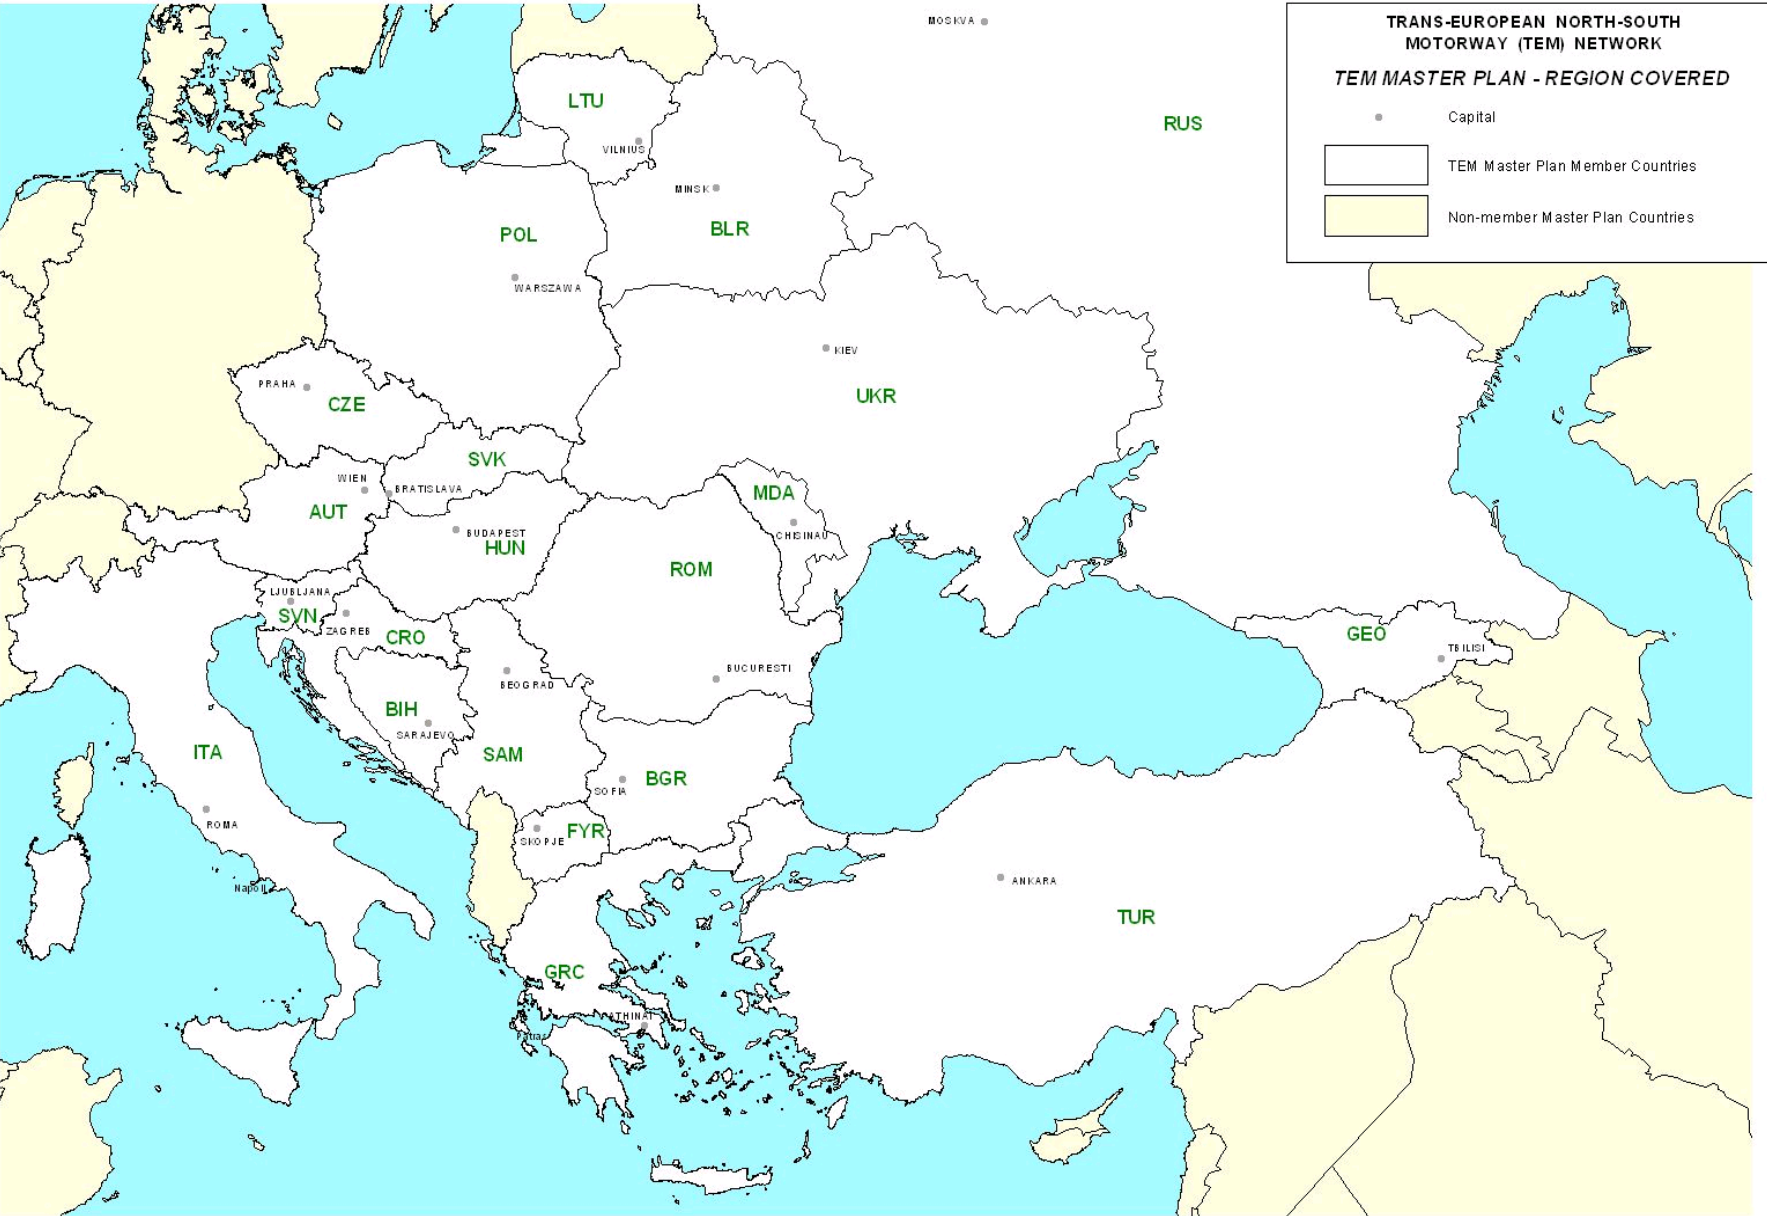 MOSKVA
TRANS-EUROPEAN NORTH-SOUTH
MOTORWAY (TEM) NETWORK
TEM MASTER PLAN - REGION COVERED
Capital
TEM Master Plan Member Countries
Non-member Master Plan Countries
LTU
RUS
VILNIUS
MINSK
BLR
POL
WARSZAWA
KIEV
PRAHA
CZE
UKR
SVK
WIEN
BRATISLAVA
MDA
AUT
BUDAPEST
CHISINAU
HUN
ROM
LJUBLJANA
SVN
ZAGREB
CRO
GEO
TBILISI
BUCURESTI
BEOGRAD
BIH
SARAJEVO
ITA
SAM
BGR
SOFIA
ROMA
FYR
SKOPJE
Napoli
ANKARA
TUR
GRC
ATHINAI
Patras